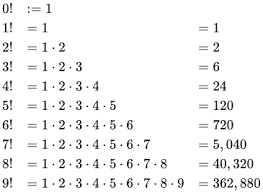 0! := 1
1! = 1 = 1
2! = 1 · 2 = 2
3! = 1 · 2 · 3 = 6
4! = 1 · 2 · 3 · 4 = 24
5! = 1 · 2 · 3 · 4 · 5 = 120
6! = 1 · 2 · 3 · 4 · 5 · 6 = 720
7! = 1 · 2 · 3 · 4 · 5 · 6 · 7 = 5,040
8! = 1 · 2 · 3 · 4 · 5 · 6 · 7 · 8 = 40,320
9! = 1 · 2 · 3 · 4 · 5 · 6 · 7 · 8 · 9 = 362,880